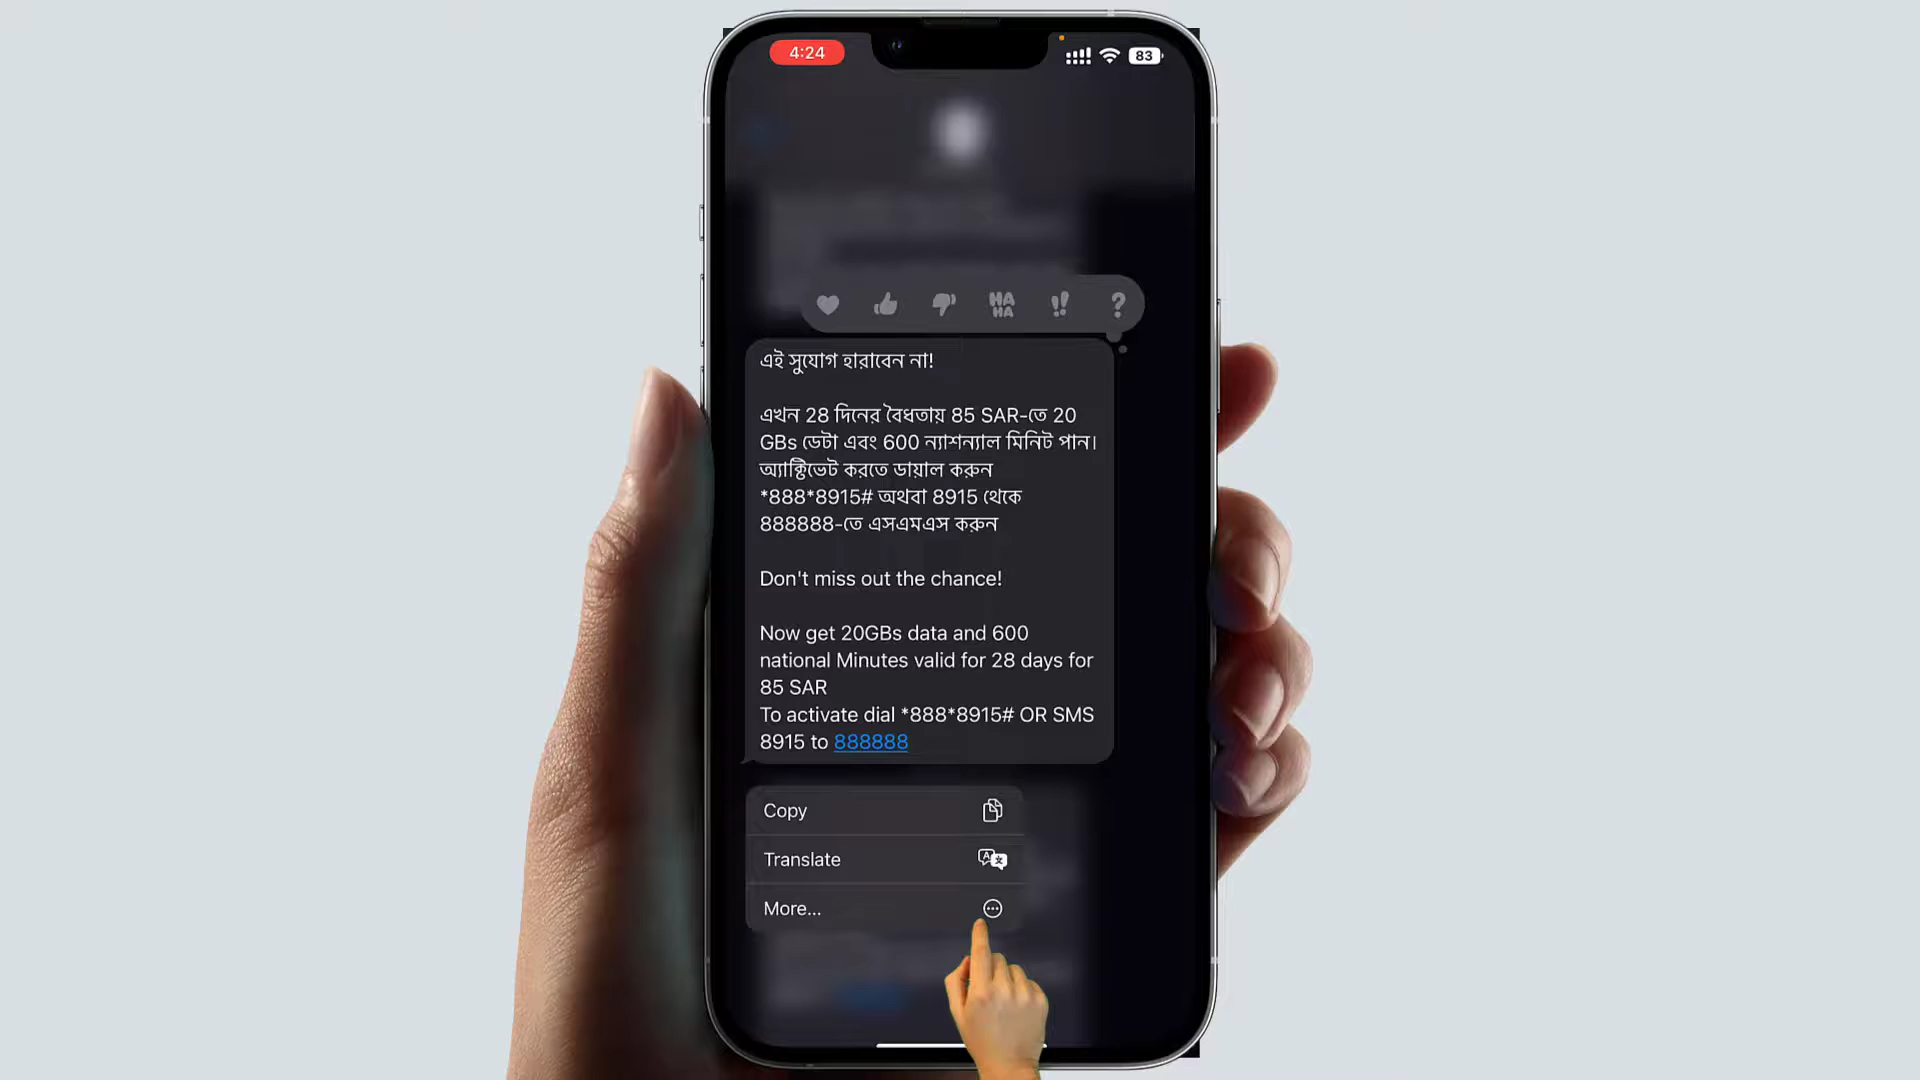 4:24
83
HA
HA
এই সুযোগ হারাবেন না!
এখন 28 দিনের বৈধতায় 85 SAR-তে 20
GBs ডেটা এবং 600 ন্যাশন্যাল মিনিট পান।
অ্যাক্টিভেট করতে ডায়াল করুন
*888*8915# অথবা 8915 থেকে
888888-তে এসএমএস করুন
Don't miss out the chance!
Now get 20GBs data and 600
national Minutes valid for 28 days for
85 SAR
To activate dial *888*8915# OR SMS
8915 to 888888
Copy
Translate
More...